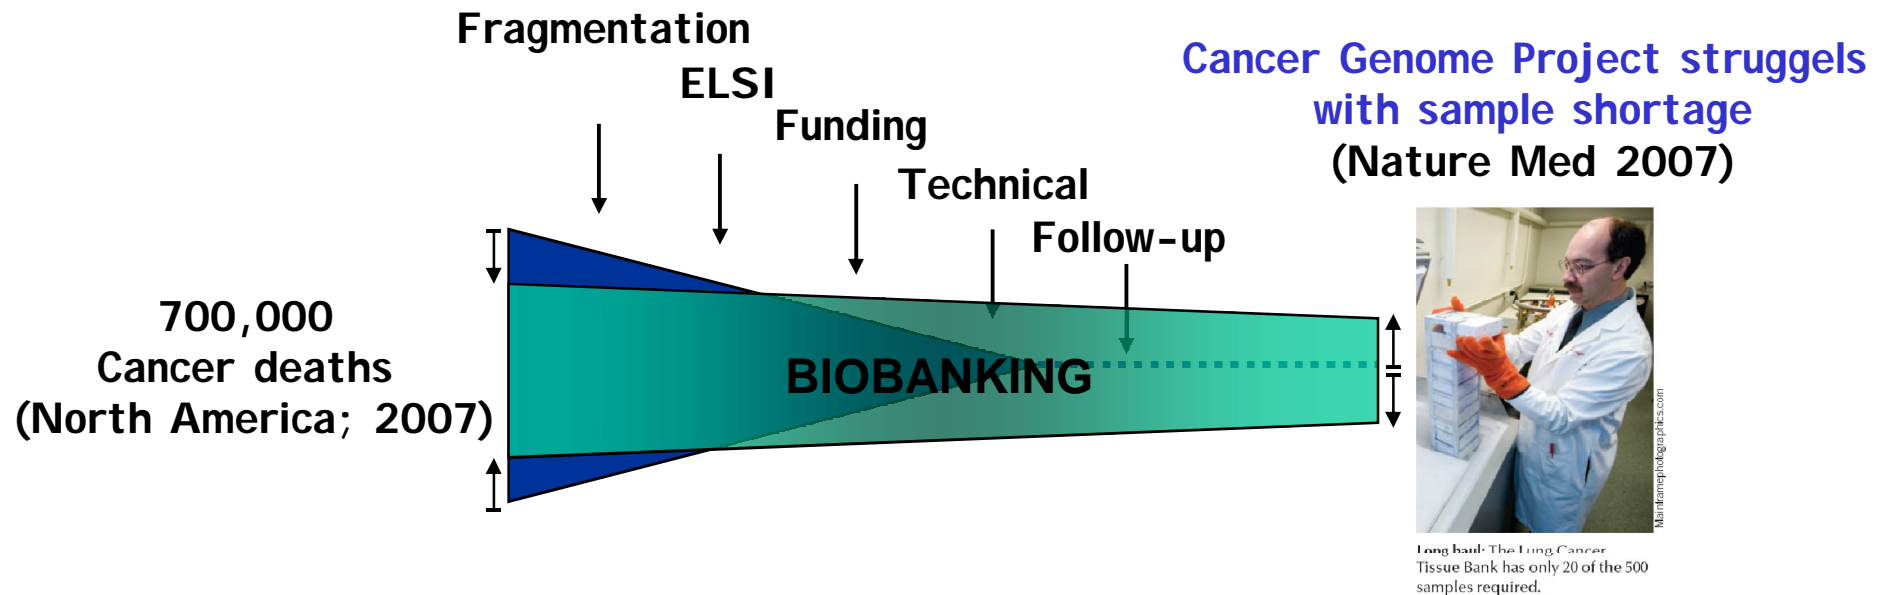 Fragmentation
ELSI
Funding
Technical
Follow-up
Cancer Genome Project struggels
with sample shortage
(Nature Med 2007)
700,000
Cancer deaths
(North America; 2007)
BIOBANKING
Mainframephotographics.com
Long haul: The Lung Cancer
Tissue Bank has only 20 of the 500
samples required.